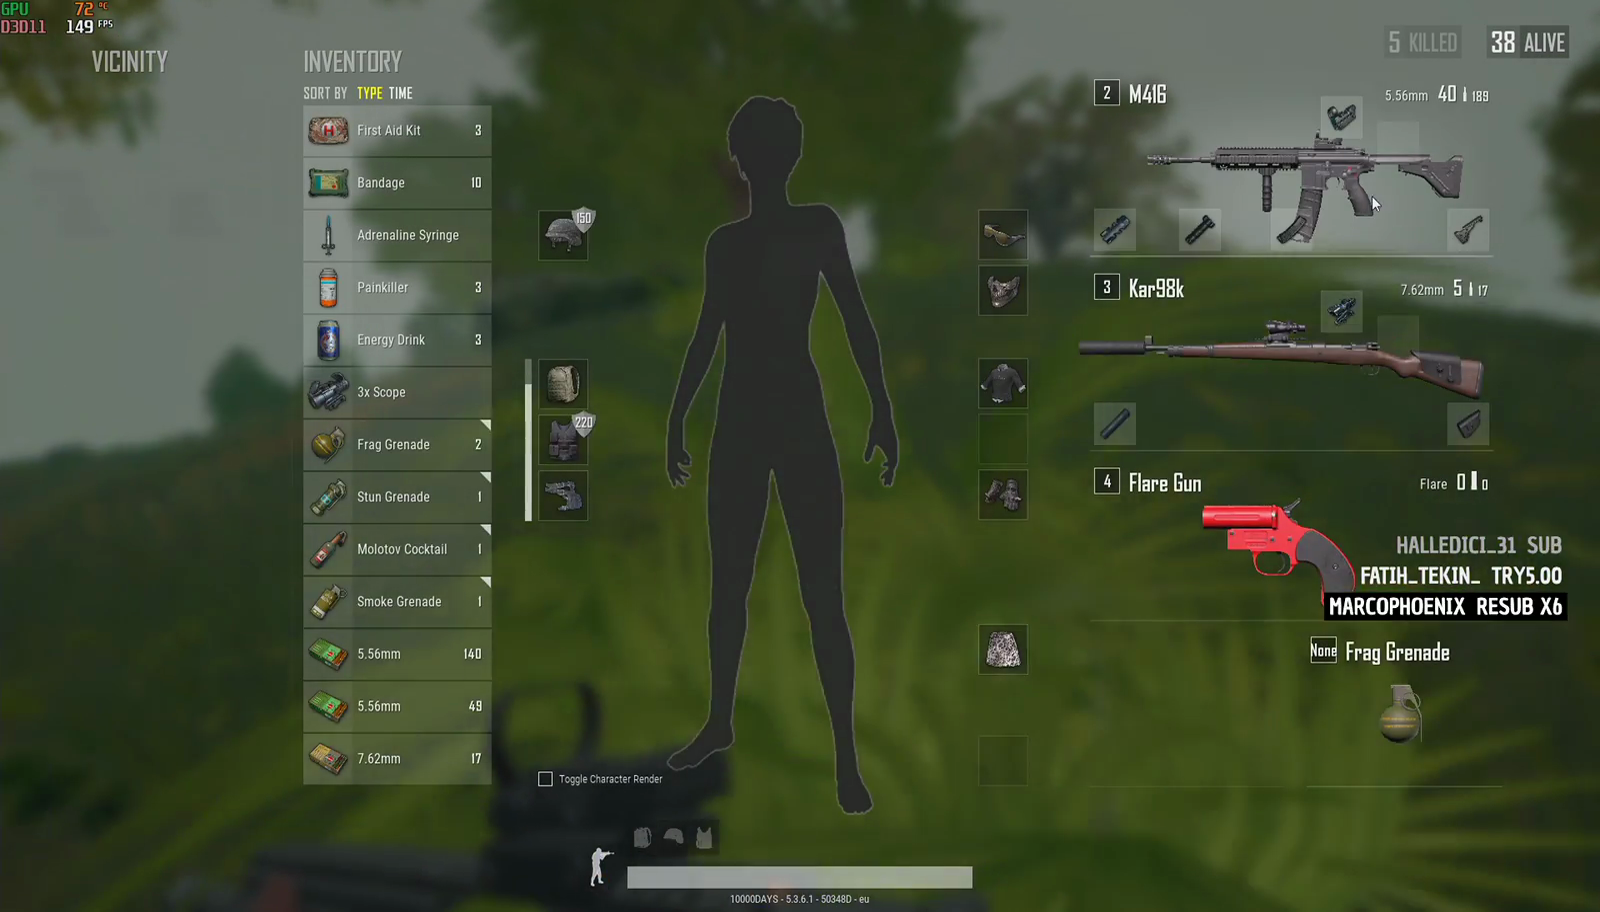 GPU 72 °C
D3D11 149 FPS
VICINITY
INVENTORY
SORT BY TYPE TIME
First Aid Kit 3
Bandage 10
Adrenaline Syringe
Painkiller 3
Energy Drink 3
3x Scope
Frag Grenade 2
Stun Grenade 1
Molotov Cocktail 1
Smoke Grenade 1
5.56mm 140
5.56mm 49
7.62mm 17
150
220
Toggle Character Render
5 KILLED 38 ALIVE
2 M416 5.56mm 40 189
3 Kar98k 7.62mm 5 17
4 Flare Gun Flare 0 0
HALLEDICI_31 SUB
FATIH_TEKIN_ TRY5.00
MARCOPHOENIX RESUB X6
None Frag Grenade
10000DAYS - 5.3.6.1 - 50348D - eu